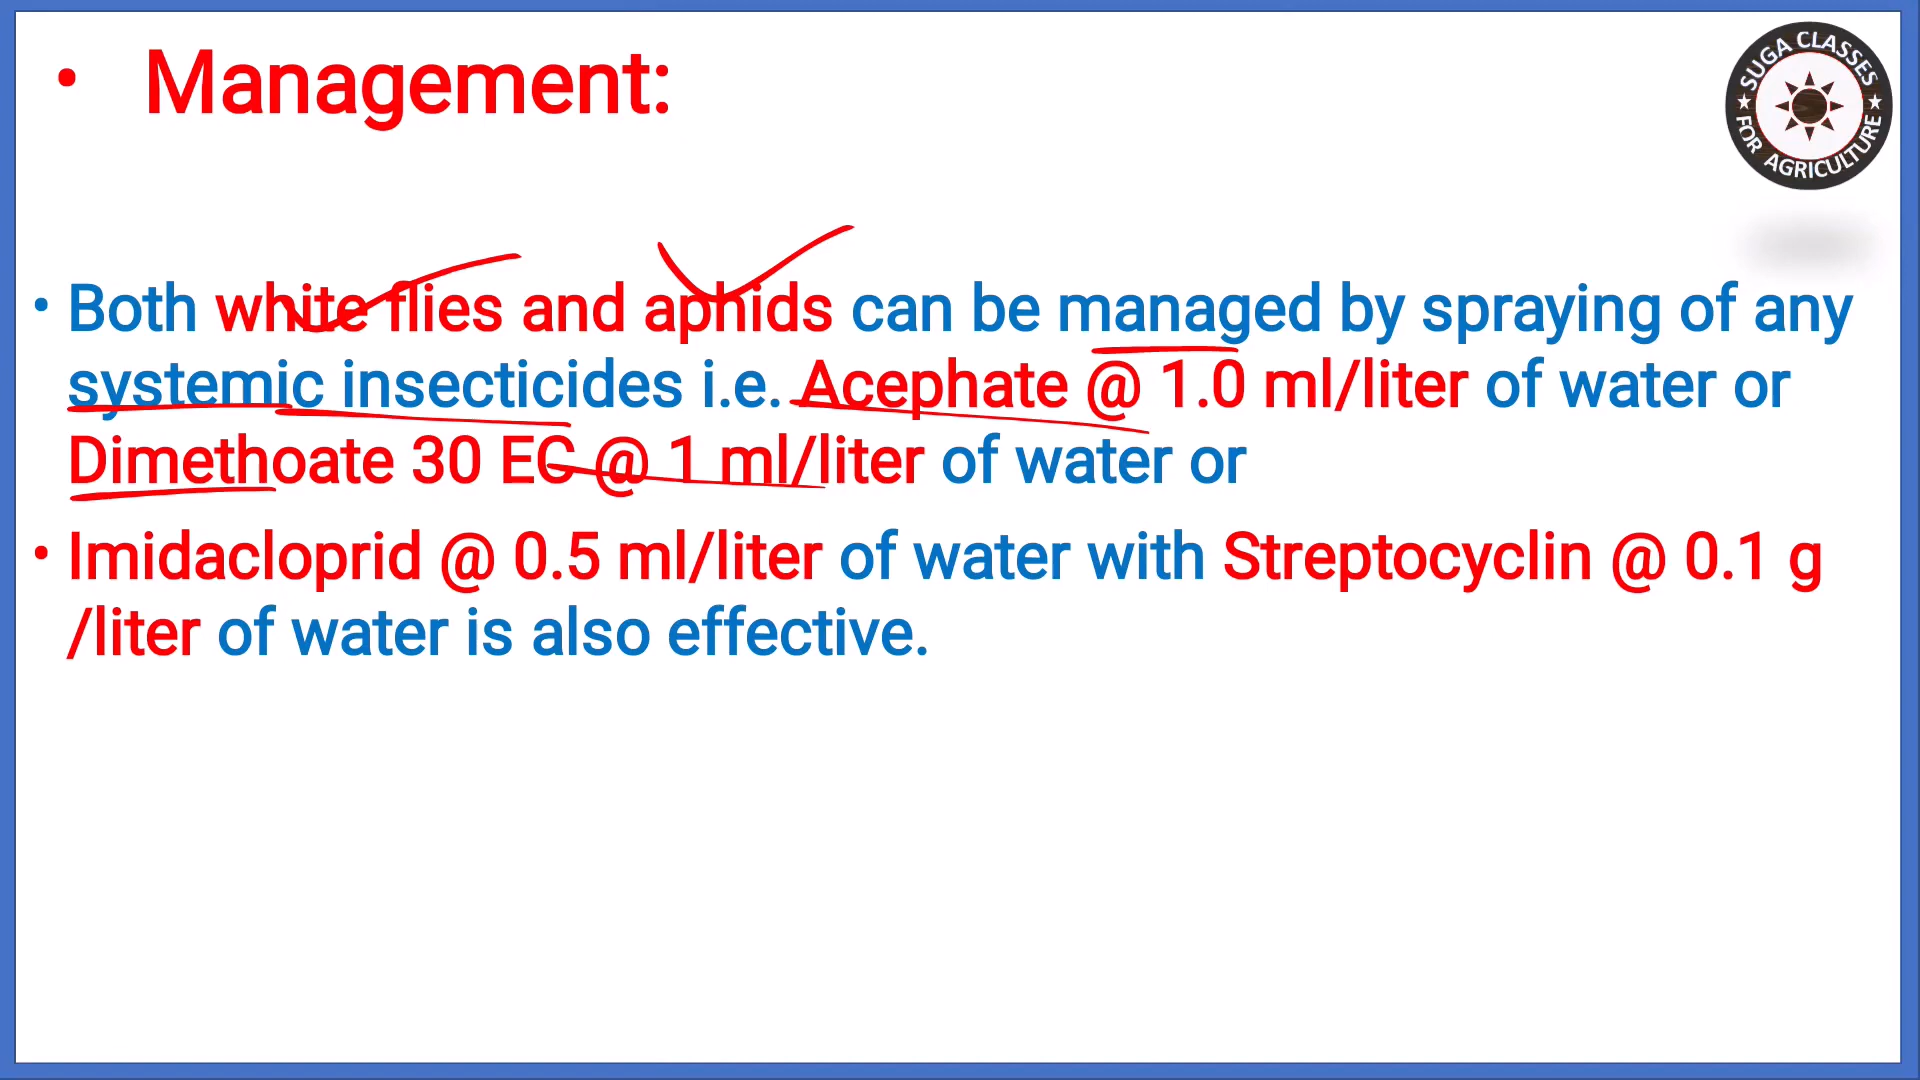 • Management:
SUGA CLASSES
FOR AGRICULTURE
• Both white flies and aphids can be managed by spraying of any
systemic insecticides i.e. Acephate @ 1.0 ml/liter of water or
Dimethoate 30 EC @ 1 ml/liter of water or
• Imidacloprid @ 0.5 ml/liter of water with Streptocyclin @ 0.1 g
/liter of water is also effective.